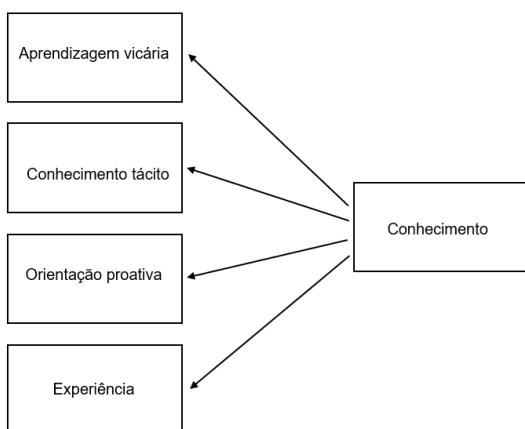 Aprendizagem vicária
Conhecimento tácito
Orientação proativa
Experiência
Conhecimento